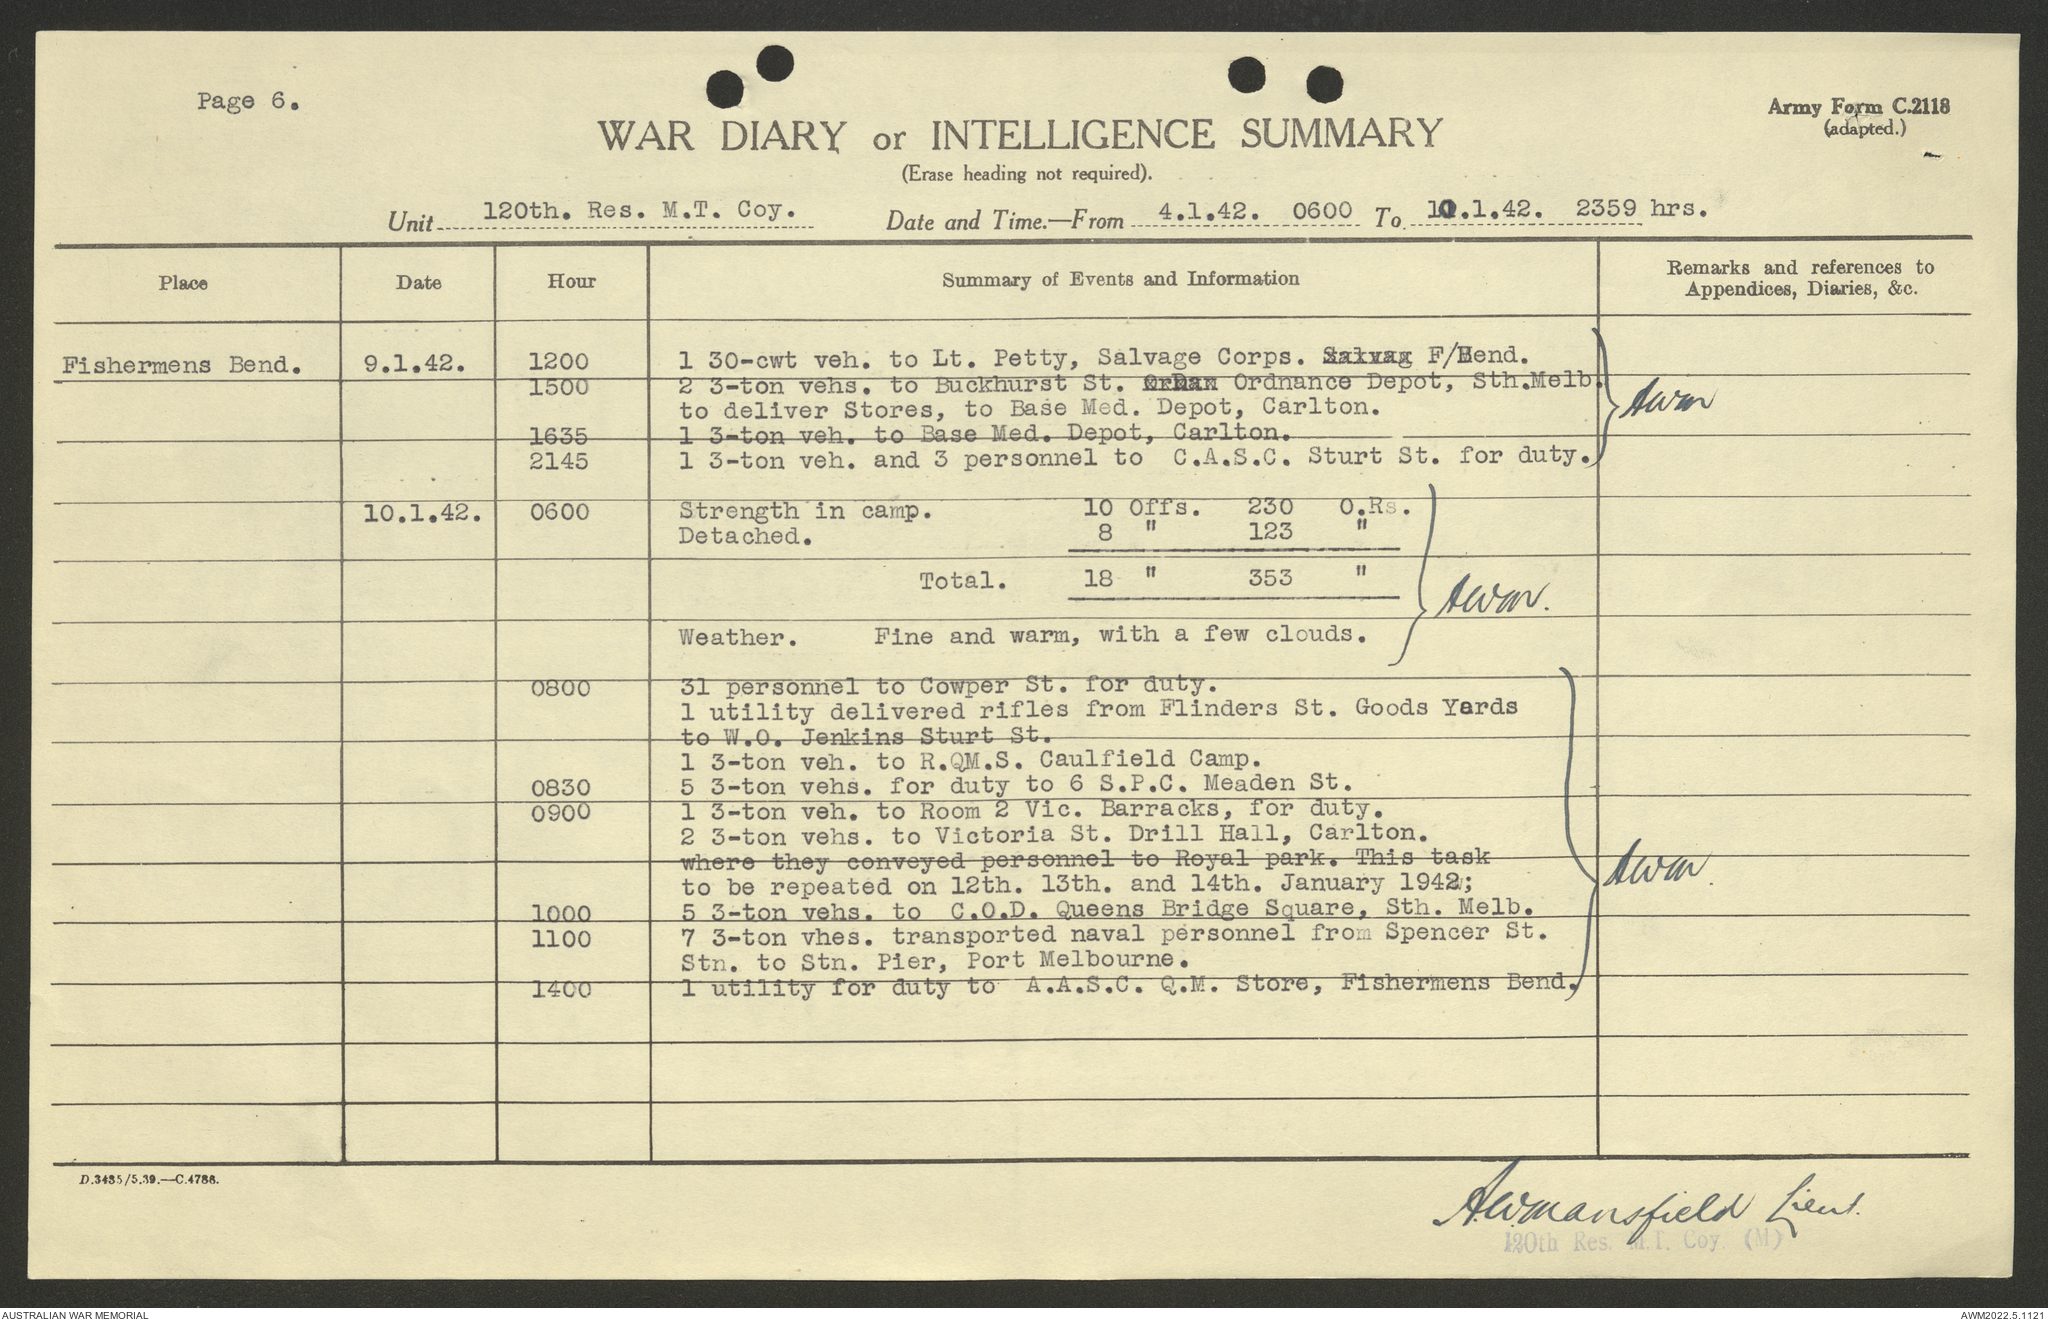 Page 6.
Army Form C.2118
(adapted.)
WAR DIARY or INTELLIGENCE SUMMARY
(Erase heading not required).
Unit 120th. Res. M.T. Coy. Date and Time.—From 4.1.42. 0600 To 10.1.42. 2359 hrs.
Place Date Hour Summary of Events and Information Remarks and references to
Appendices, Diaries, &c.
Fishermens Bend. 9.1.42. 1200 1 30-cwt veh. to Lt. Petty, Salvage Corps. Salvag F/Bend.
1500 2 3-ton vehs. to Buckhurst St. Ordnance Depot, Sth.Melb.
to deliver Stores, to Base Med. Depot, Carlton. AWM
1635 1 3-ton veh. to Base Med. Depot, Carlton.
2145 1 3-ton veh. and 3 personnel to C.A.S.C. Sturt St. for duty.
10.1.42. 0600 Strength in camp. 10 Offs. 230 O.Rs.
Detached. 8 " 123 "
Total. 18 " 353 "
AWM.
Weather. Fine and warm, with a few clouds.
0800 31 personnel to Cowper St. for duty.
1 utility delivered rifles from Flinders St. Goods Yards
to W.O. Jenkins Sturt St.
1 3-ton veh. to R.QM.S. Caulfield Camp.
0830 5 3-ton vehs. for duty to 6 S.P.C. Meaden St.
0900 1 3-ton veh. to Room 2 Vic. Barracks, for duty.
2 3-ton vehs. to Victoria St. Drill Hall, Carlton.
where they conveyed personnel to Royal park. This task
to be repeated on 12th. 13th. and 14th. January 1942; AWM.
1000 5 3-ton vehs. to C.O.D. Queens Bridge Square, Sth. Melb.
1100 7 3-ton vhes. transported naval personnel from Spencer St.
Stn. to Stn. Pier, Port Melbourne.
1400 1 utility for duty to A.A.S.C. Q.M. Store, Fishermens Bend.
D.3435/5.39.—C.4786.
A.W.Mansfield Lieut.
120th Res. M.T. Coy. (M)
AUSTRALIAN WAR MEMORIAL AWM2022.5.1121